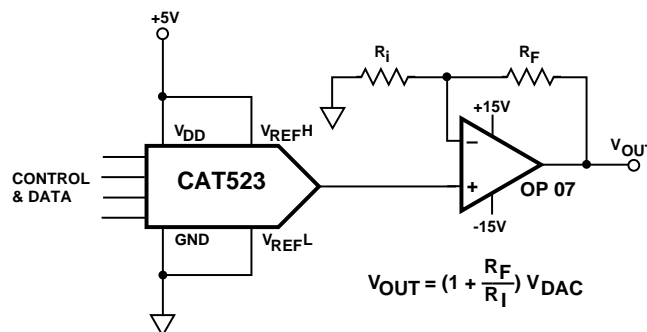 +5V
Ri
RF
+15V
VDD
VREFH
VOUT
CONTROL
& DATA
CAT523
–
+
OP 07
GND
VREFL
-15V
VOUT = (1 + RF/RI) VDAC